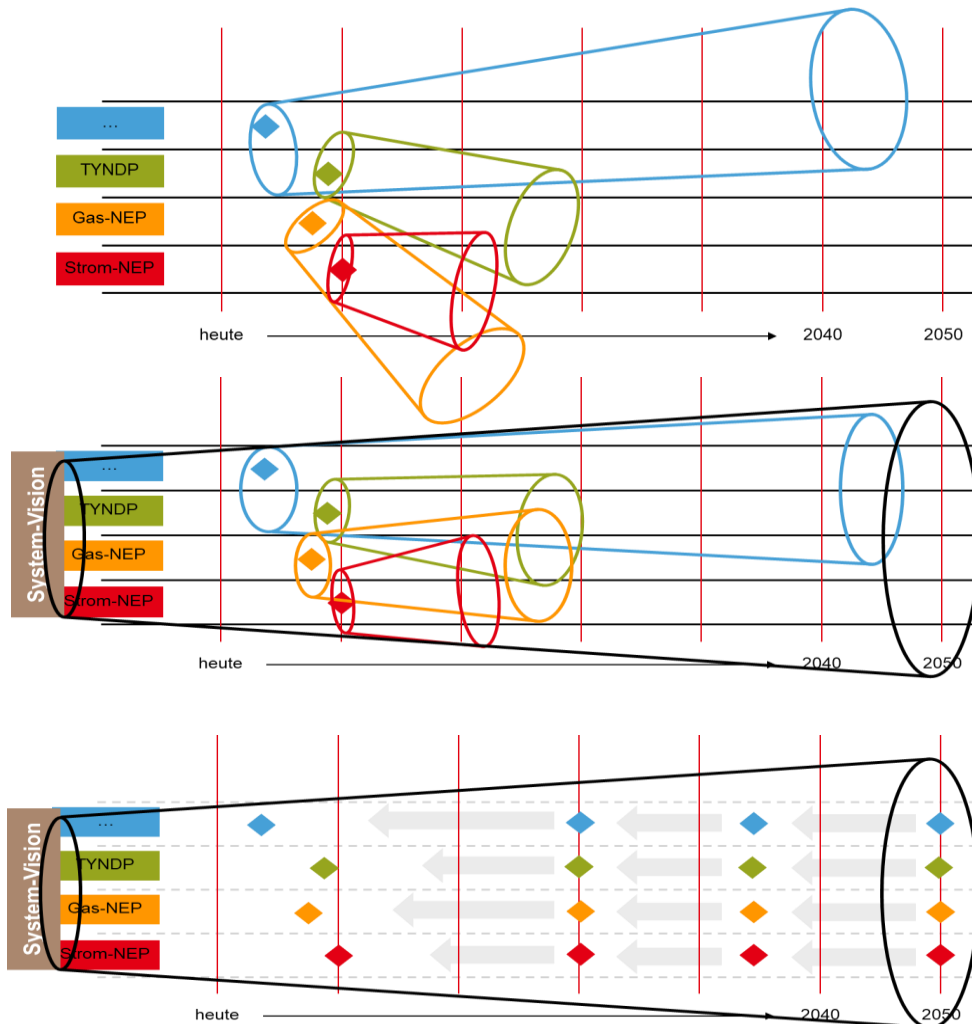 ...
TYNDP
Gas-NEP
Strom-NEP
heute
2040
2050
System-Vision
...
TYNDP
Gas-NEP
Strom-NEP
heute
2040
2050
System-Vision
...
TYNDP
Gas-NEP
Strom-NEP
heute
2040
2050